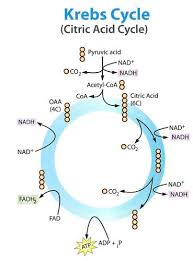 Krebs Cycle
(Citric Acid Cycle)
Pyruvic acid
NAD⁺
CO₂
NADH
Acetyl-CoA
CoA
OAA
(4C)
Citric Acid
(6C)
NADH
NAD⁺
CO₂
NADH
NAD⁺
NAD⁺
FADH₂
CO₂
NADH
FAD
ATP
ADP + P